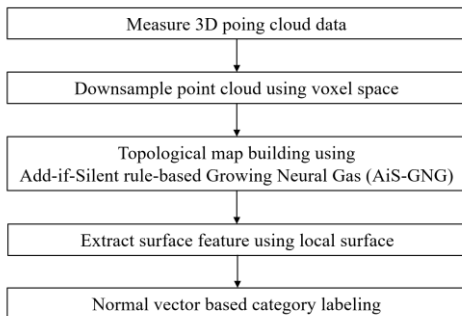 Measure 3D poing cloud data
Downsample point cloud using voxel space
Topological map building using
Add-if-Silent rule-based Growing Neural Gas (AiS-GNG)
Extract surface feature using local surface
Normal vector based category labeling